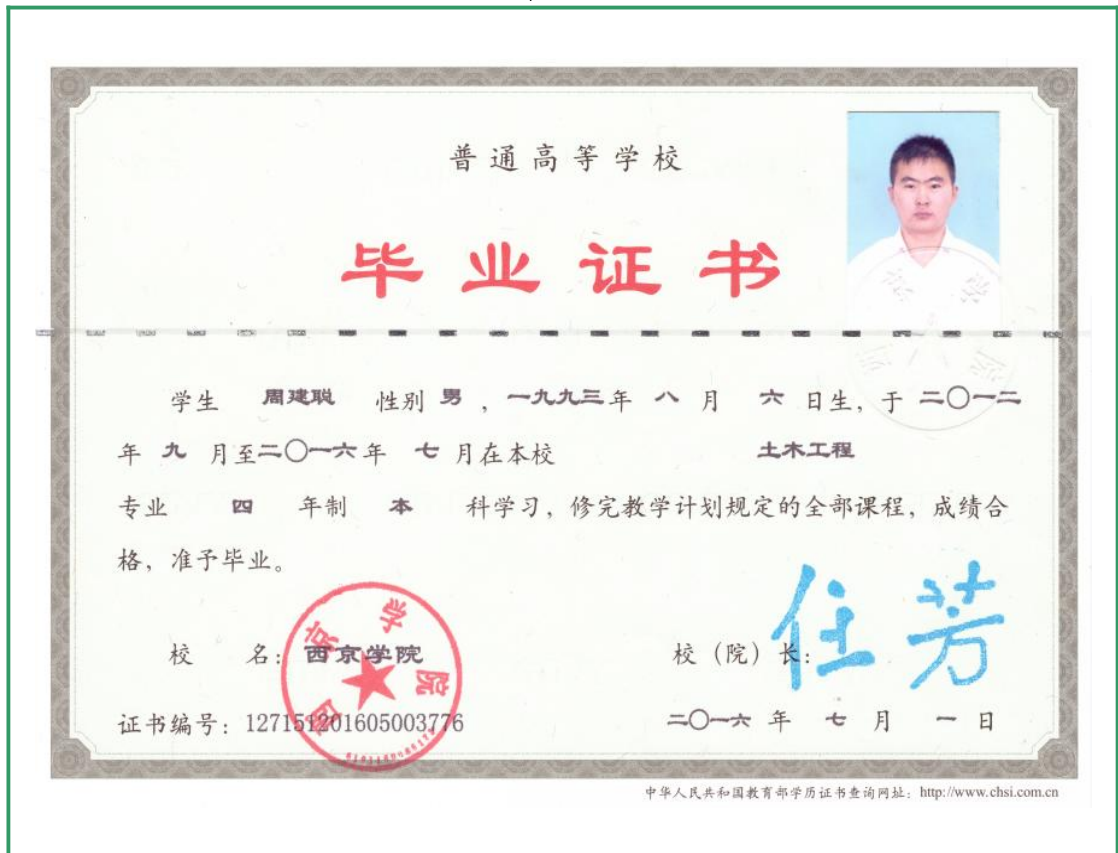 普通高等学校
毕业证书
学生 周建聪 性别 男 ，一九九三年 八 月 六 日生，于 二〇一二
年 九 月至二〇一六年 七 月在本校 土木工程
专业 四 年制 本 科学习，修完教学计划规定的全部课程，成绩合
格，准予毕业。
校 名：西京学院
校（院）长：任芳
西京学院
证书编号：127151201605003776
二〇一六 年 七 月 一 日
中华人民共和国教育部学历证书查询网址：http://www.chsi.com.cn